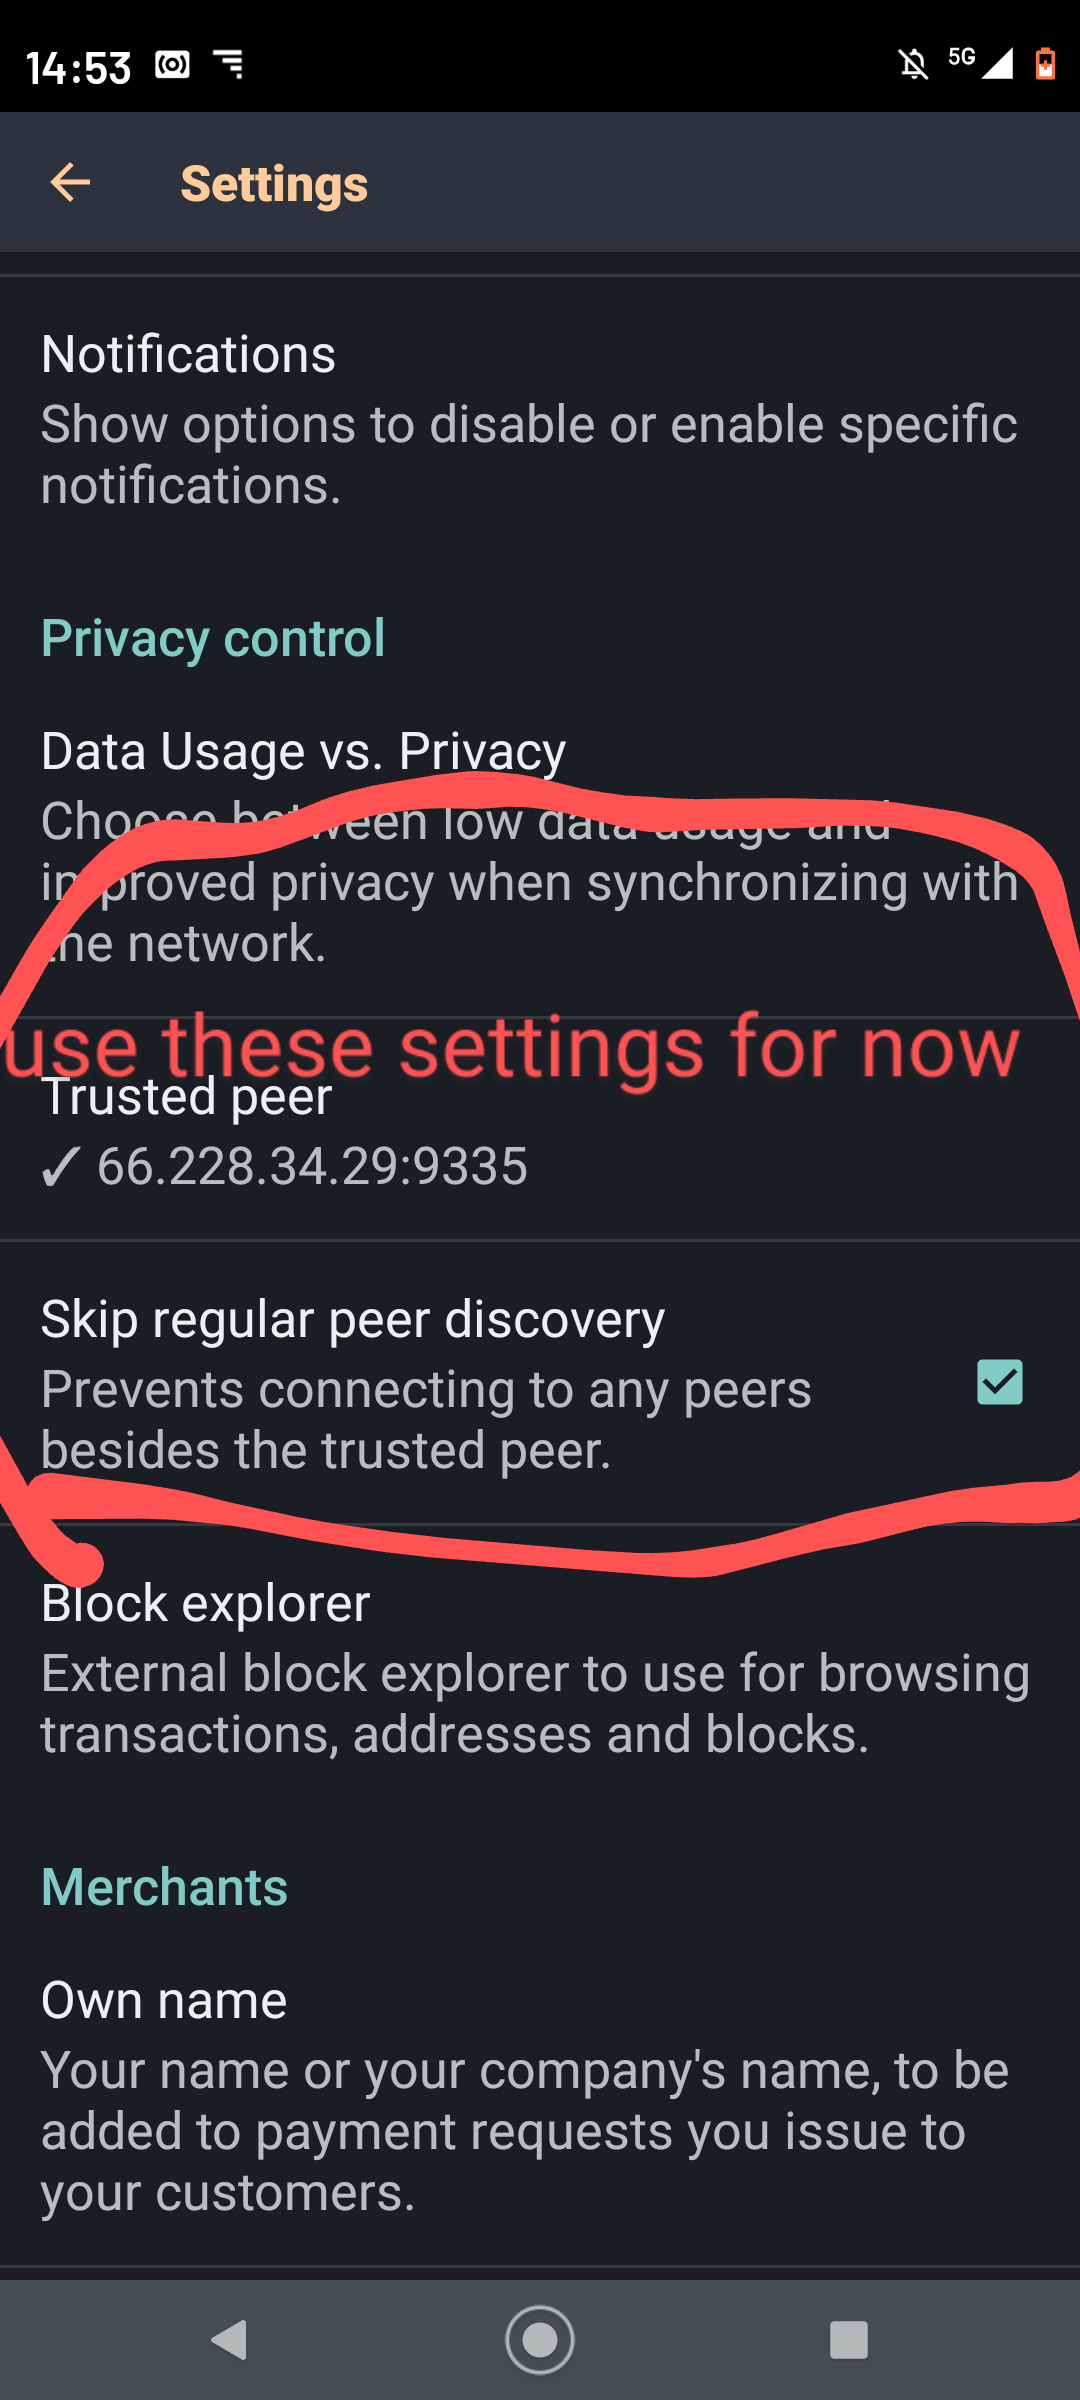 14:53
5G
Settings
Notifications
Show options to disable or enable specific
notifications.
Privacy control
Data Usage vs. Privacy
Choose between low data usage and
improved privacy when synchronizing with
the network.
use these settings for now
Trusted peer
✓ 66.228.34.29:9335
Skip regular peer discovery
Prevents connecting to any peers
besides the trusted peer.
Block explorer
External block explorer to use for browsing
transactions, addresses and blocks.
Merchants
Own name
Your name or your company's name, to be
added to payment requests you issue to
your customers.